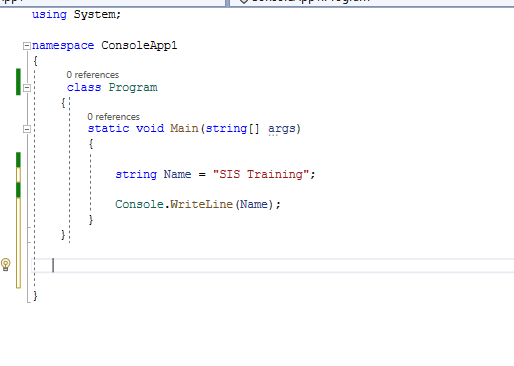 using System;
namespace ConsoleApp1
{
0 references
class Program
{
0 references
static void Main(string[] args)
{
string Name = "SIS Training";
Console.WriteLine(Name);
}
}
}